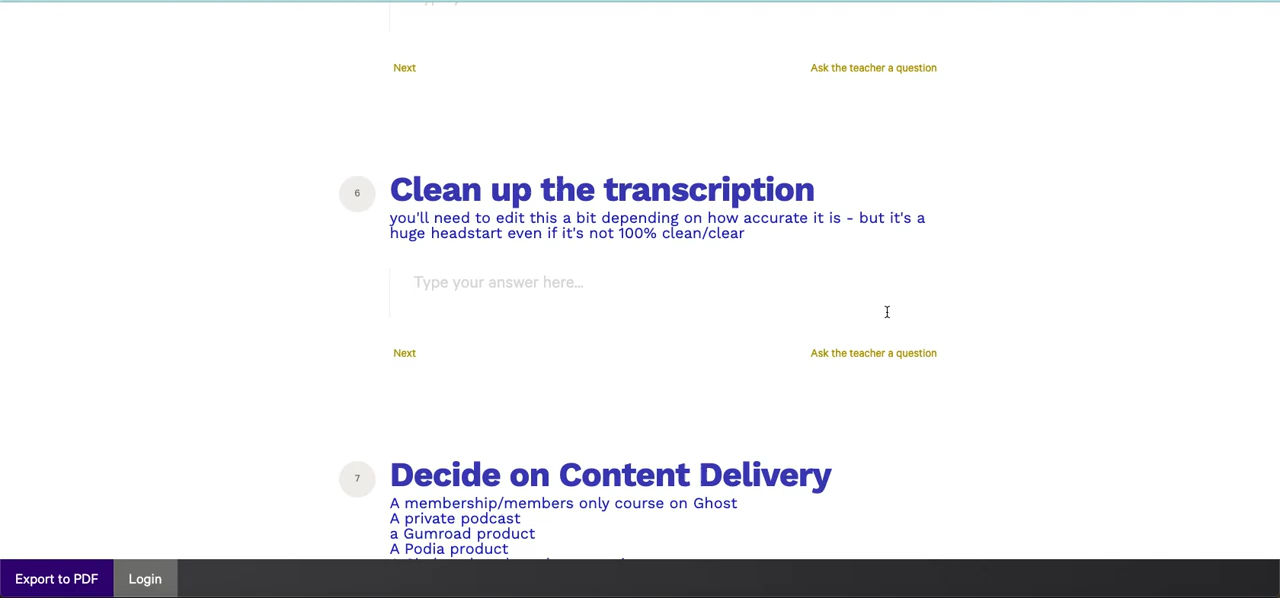 Next
Ask the teacher a question
6
Clean up the transcription
you'll need to edit this a bit depending on how accurate it is - but it's a
huge headstart even if it's not 100% clean/clear
Type your answer here...
Next
Ask the teacher a question
7
Decide on Content Delivery
A membership/members only course on Ghost
A private podcast
a Gumroad product
A Podia product
Export to PDF
Login